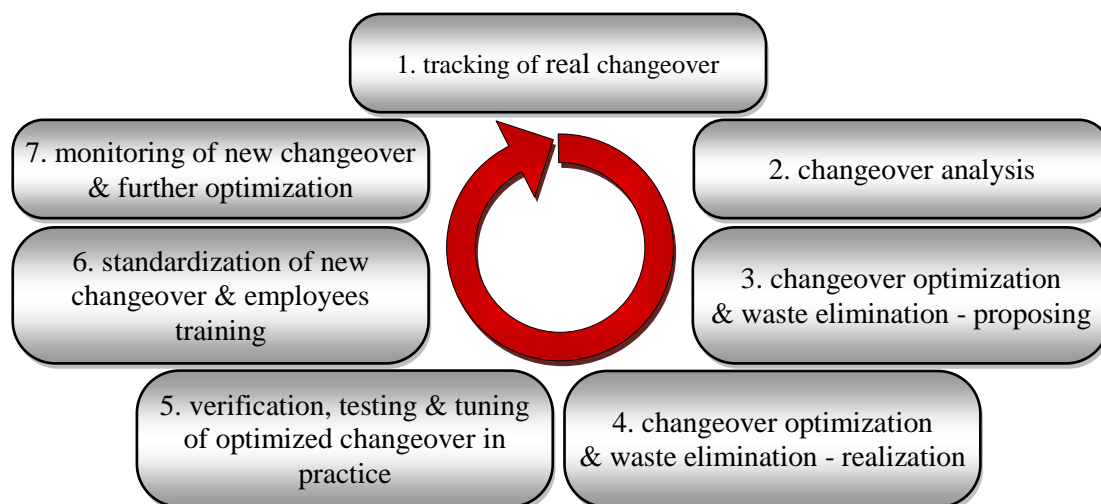 1. tracking of real changeover
2. changeover analysis
3. changeover optimization
& waste elimination - proposing
4. changeover optimization
& waste elimination - realization
5. verification, testing & tuning
of optimized changeover in
practice
6. standardization of new
changeover & employees
training
7. monitoring of new changeover
& further optimization